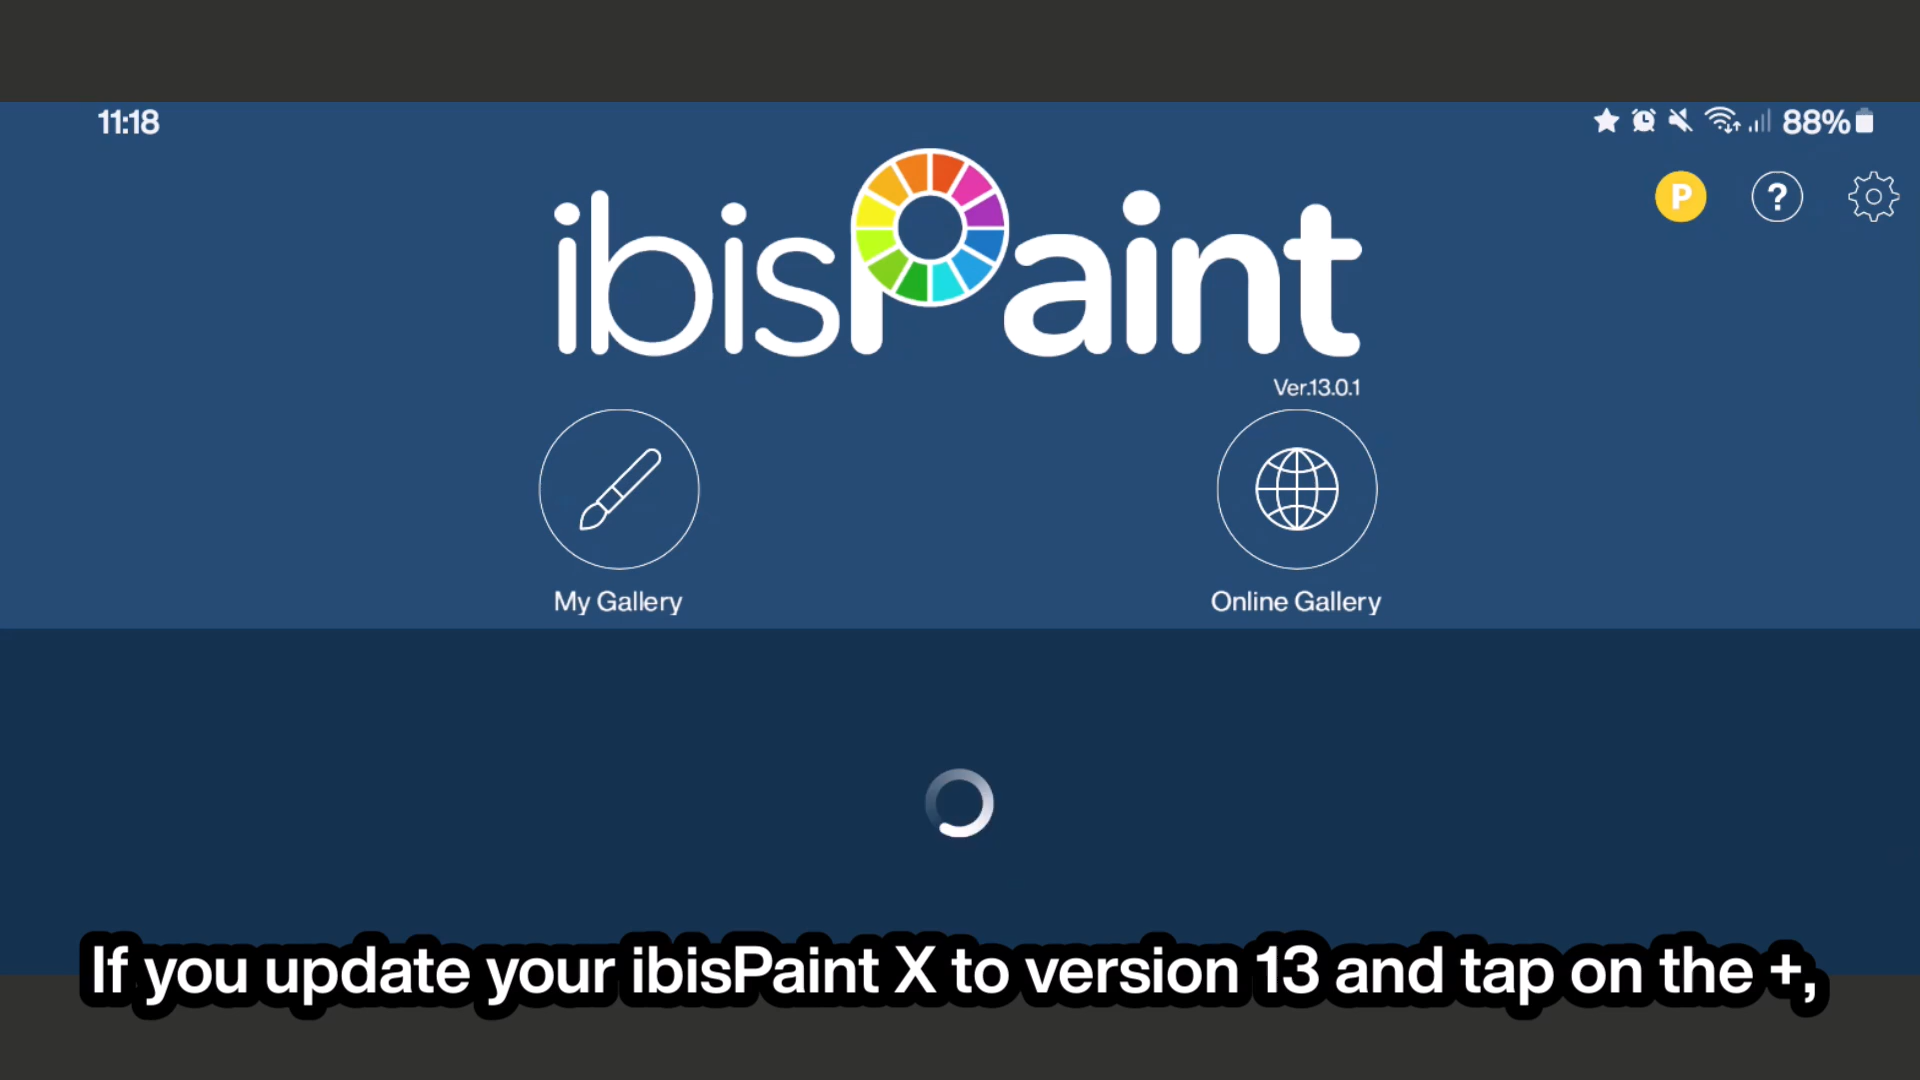 11:18
88%
P
?
ibisPaint
Ver.13.0.1
My Gallery
Online Gallery
If you update your ibisPaint X to version 13 and tap on the +,